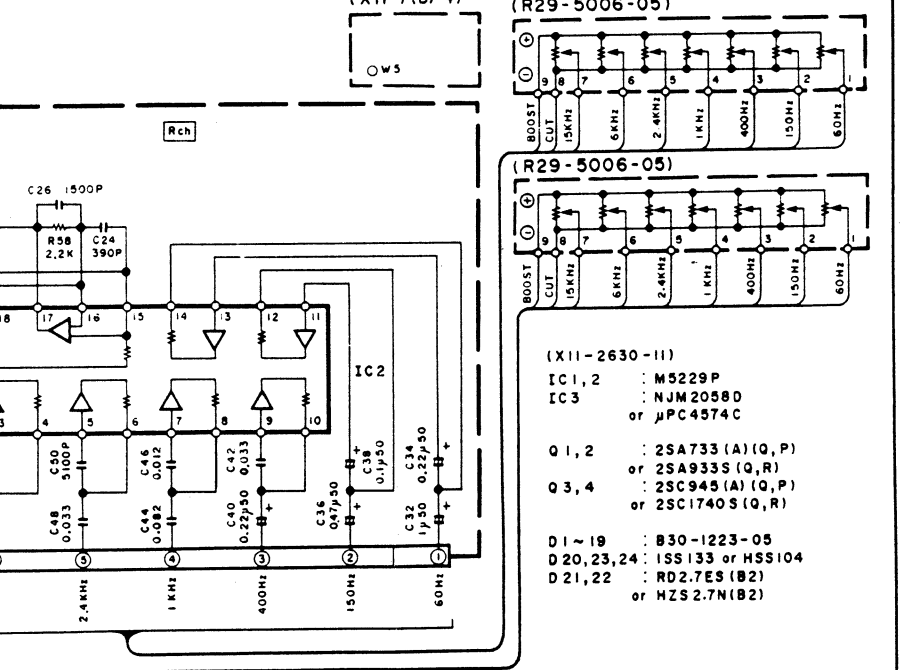 (R29-5006-05)
W5
+
−
9 8 7 6 5 4 3 2 1
BOOST
CUT
15KHz
6KHz
2.4KHz
1KHz
400Hz
150Hz
60Hz
(R29-5006-05)
+
−
9 8 7 6 5 4 3 2 1
BOOST
CUT
15KHz
6KHz
2.4KHz
1KHz
400Hz
150Hz
60Hz
Rch
C26 1500P
R58
2.2K
C24
390P
18 17 16 15 14 13 12 11
IC2
3 4 5 6 7 8 9 10
C50
5100P
C46
0.012
C42
0.033
C38
0.1µ50
+
C34
0.22µ50
+
C48
0.033
C44
0.082
C40
0.22µ50
+
C36
0.47µ50
+
C32
1µ50
+
5 4 3 2 1
2.4KHz
1KHz
400Hz
150Hz
60Hz
(X11-2630-11)
IC1,2 : M5229P
IC3 : NJM2058D
or µPC4574C
Q1,2 : 2SA733(A)(Q,P)
or 2SA933S(Q,R)
Q3,4 : 2SC945(A)(Q,P)
or 2SC1740S(Q,R)
D1~19 : B30-1223-05
D20,23,24 : ISS133 or HSS104
D21,22 : RD2.7ES(B2)
or HZS2.7N(B2)